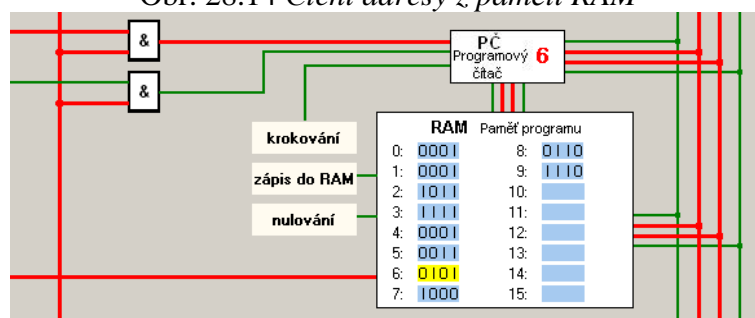 Obr. 28.14 Čtení adresy z paměti RAM
&
&
PČ
Programový 6
čítač
krokování
zápis do RAM
nulování
RAM Paměť programu
0: 0001 8: 0110
1: 0001 9: 1110
2: 1011 10:
3: 1111 11:
4: 0001 12:
5: 0011 13:
6: 0101 14:
7: 1000 15: